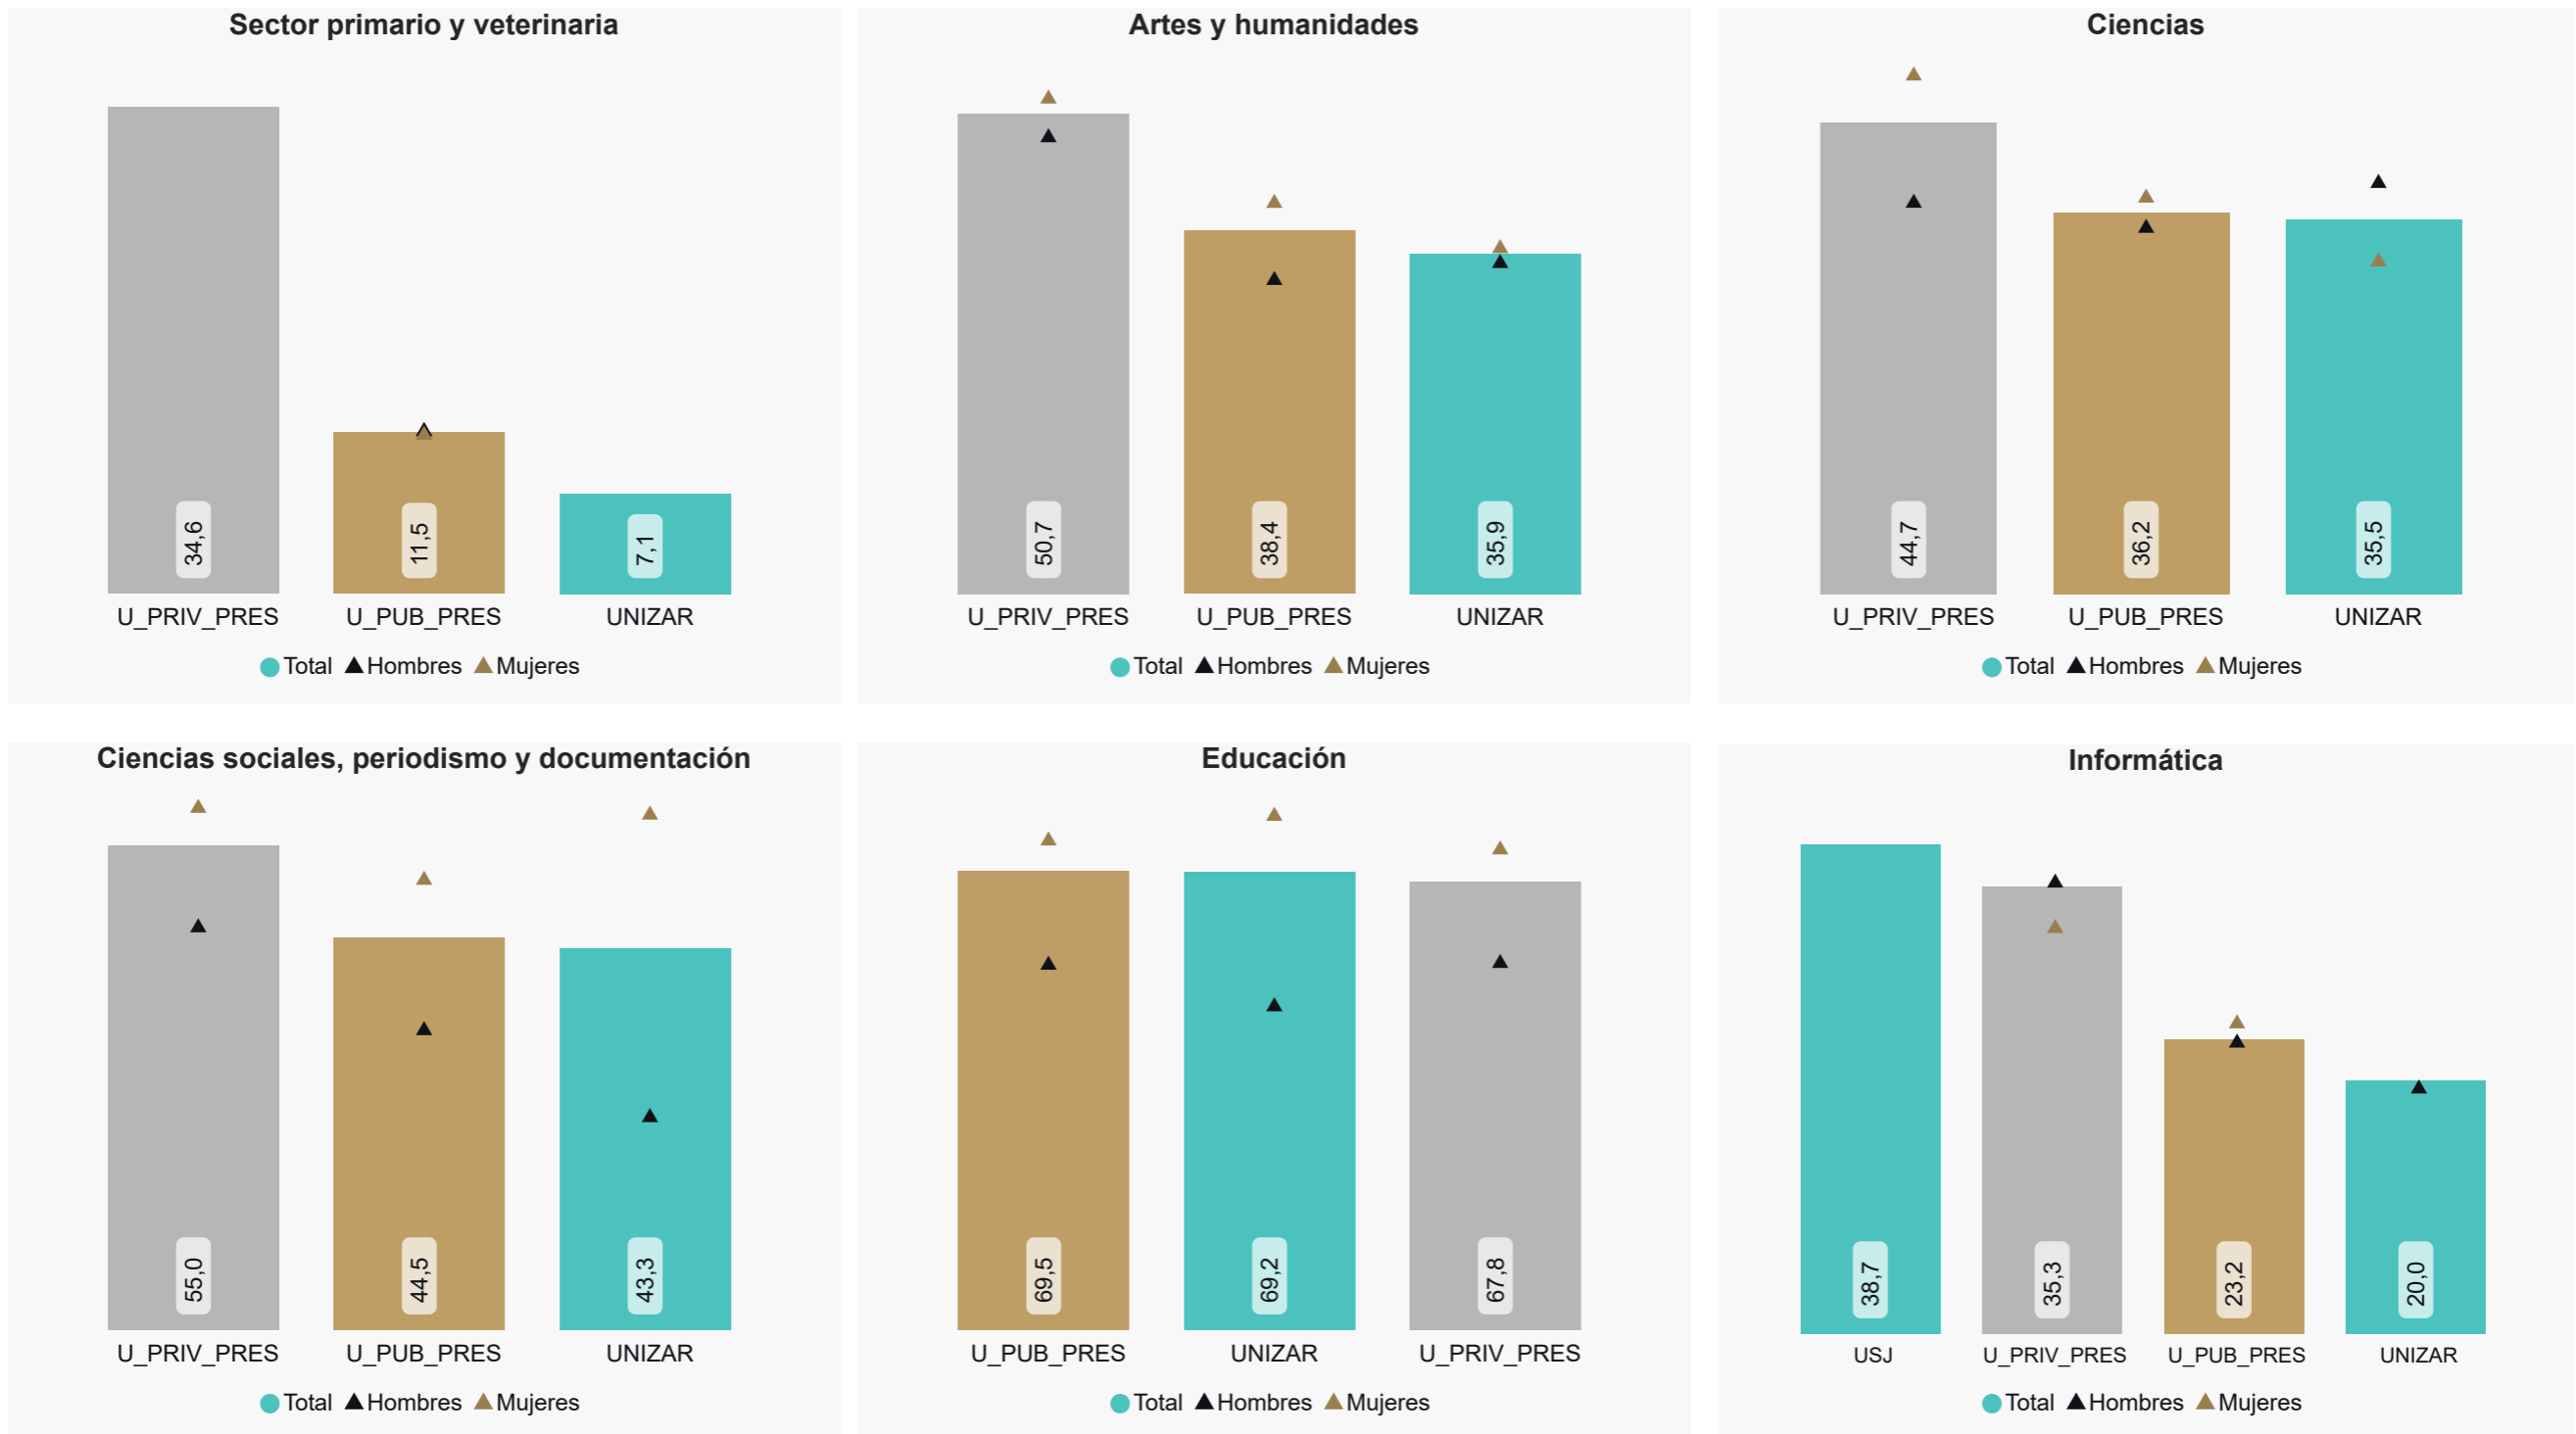 Sector primario y veterinaria
34,6
11,5
7,1
U_PRIV_PRES U_PUB_PRES UNIZAR
Total Hombres Mujeres
Artes y humanidades
50,7
38,4
35,9
U_PRIV_PRES U_PUB_PRES UNIZAR
Total Hombres Mujeres
Ciencias
44,7
36,2
35,5
U_PRIV_PRES U_PUB_PRES UNIZAR
Total Hombres Mujeres
Ciencias sociales, periodismo y documentación
55,0
44,5
43,3
U_PRIV_PRES U_PUB_PRES UNIZAR
Total Hombres Mujeres
Educación
69,5
69,2
67,8
U_PUB_PRES UNIZAR U_PRIV_PRES
Total Hombres Mujeres
Informática
38,7
35,3
23,2
20,0
USJ U_PRIV_PRES U_PUB_PRES UNIZAR
Total Hombres Mujeres